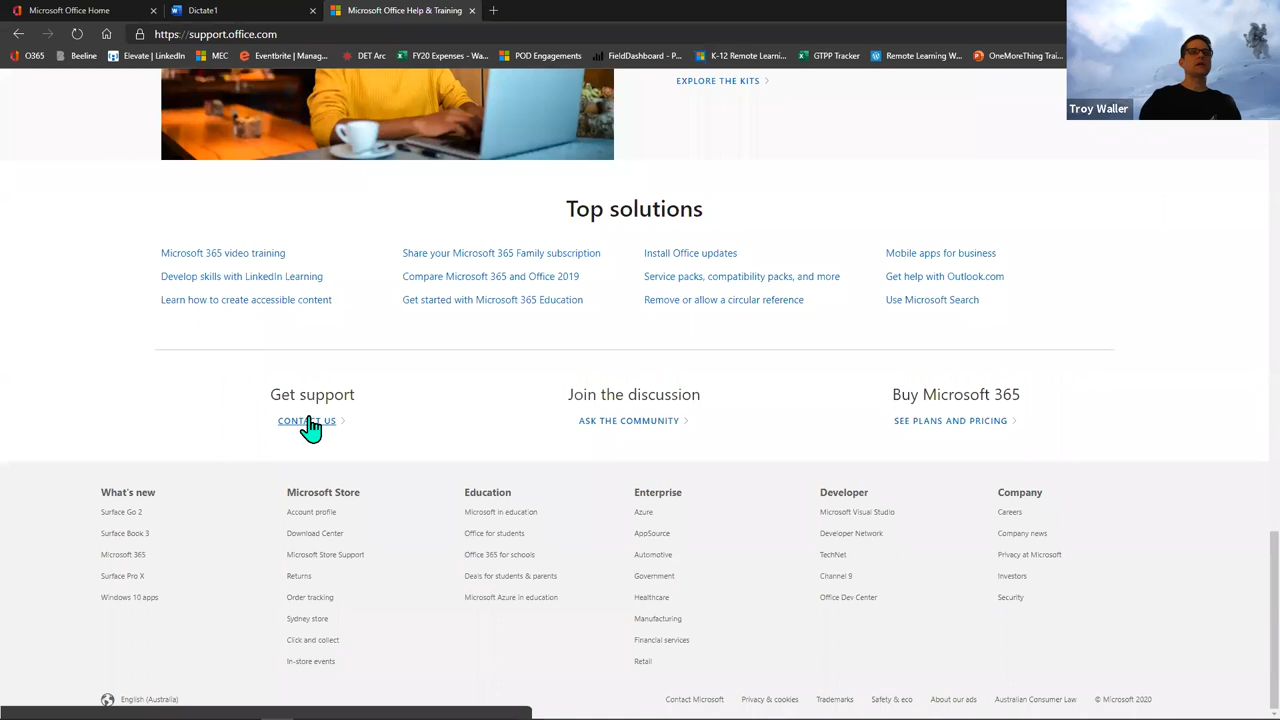 Microsoft Office Home
Dictate1
Microsoft Office Help & Training
https://support.office.com
O365
Beeline
Elevate | LinkedIn
MEC
Eventbrite | Manag...
DET Arc
FY20 Expenses - W...
POD Engagements
FieldDashboard - P...
K-12 Remote Learni...
GTPP Tracker
Remote Learning W...
OneMoreThing Trai...
EXPLORE THE KITS
Troy Waller
Top solutions
Microsoft 365 video training
Share your Microsoft 365 Family subscription
Install Office updates
Mobile apps for business
Develop skills with LinkedIn Learning
Compare Microsoft 365 and Office 2019
Service packs, compatibility packs, and more
Get help with Outlook.com
Learn how to create accessible content
Get started with Microsoft 365 Education
Remove or allow a circular reference
Use Microsoft Search
Get support
Join the discussion
Buy Microsoft 365
CONTACT US
ASK THE COMMUNITY
SEE PLANS AND PRICING
What's new
Surface Go 2
Surface Book 3
Microsoft 365
Surface Pro X
Windows 10 apps
Microsoft Store
Account profile
Download Center
Microsoft Store Support
Returns
Order tracking
Sydney store
Click and collect
In-store events
Education
Microsoft in education
Office for students
Office 365 for schools
Deals for students & parents
Microsoft Azure in education
Enterprise
Azure
AppSource
Automotive
Government
Healthcare
Manufacturing
Financial services
Retail
Developer
Microsoft Visual Studio
Developer Network
TechNet
Channel 9
Office Dev Center
Company
Careers
Company news
Privacy at Microsoft
Investors
Security
English (Australia)
Contact Microsoft
Privacy & cookies
Trademarks
Safety & eco
About our ads
Australian Consumer Law
© Microsoft 2020